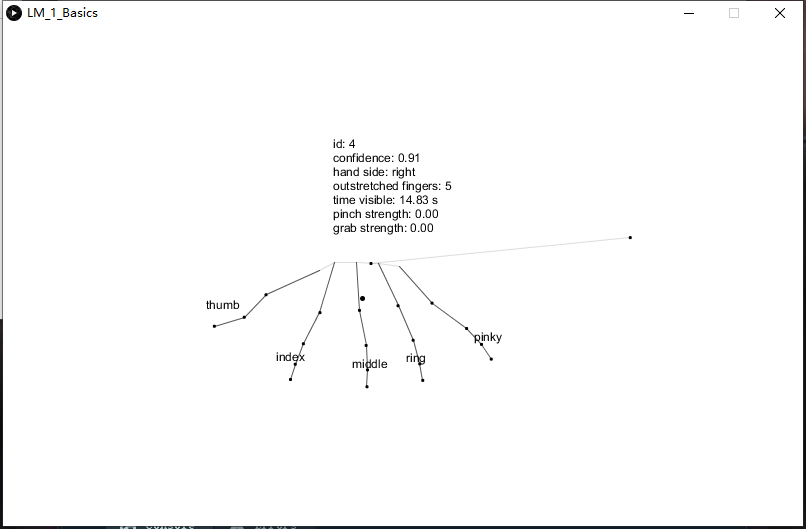 LM_1_Basics
id: 4
confidence: 0.91
hand side: right
outstretched fingers: 5
time visible: 14.83 s
pinch strength: 0.00
grab strength: 0.00
thumb
pinky
index
middle
ring